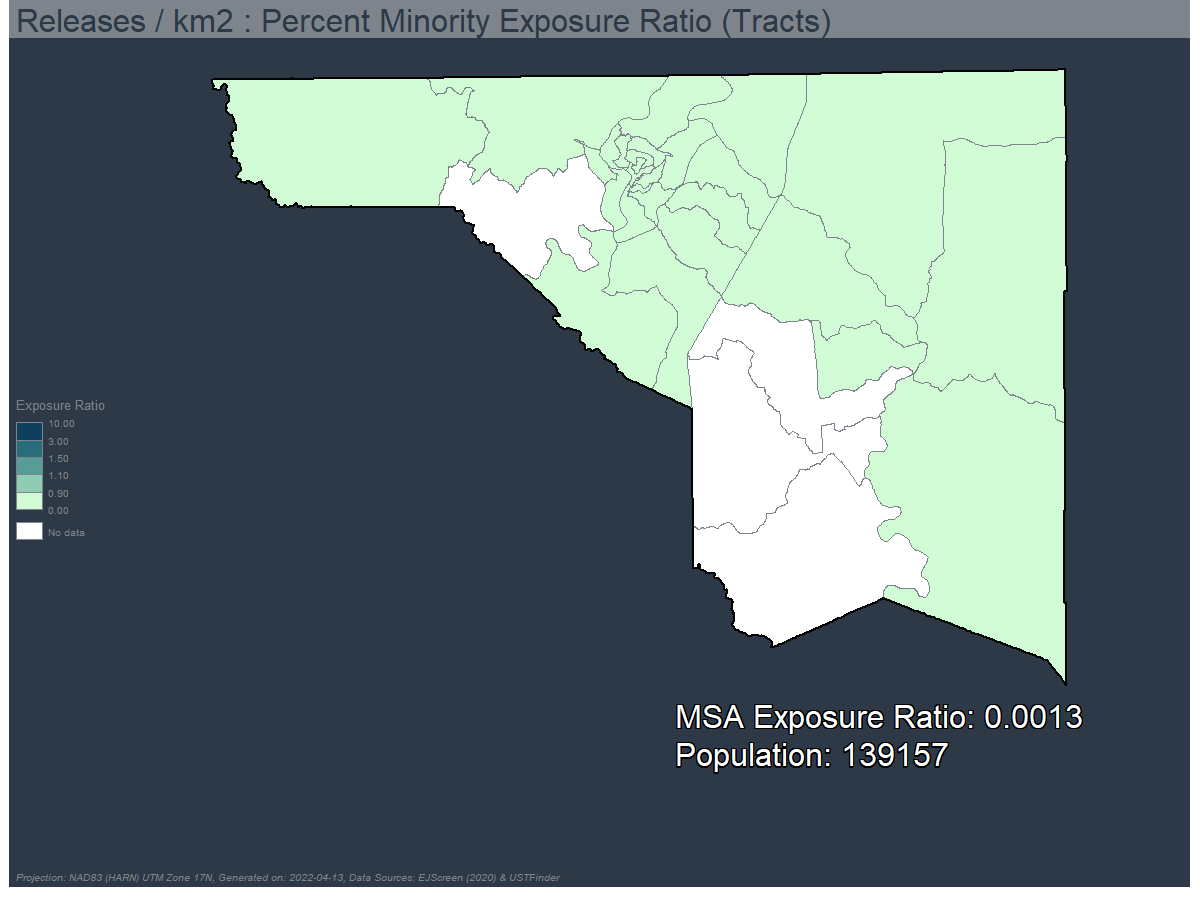 Releases / km2 : Percent Minority Exposure Ratio (Tracts)
Exposure Ratio
10.00
3.00
1.50
1.10
0.90
0.00
No data
MSA Exposure Ratio: 0.0013
Population: 139157
Projection: NAD83 (HARN) UTM Zone 17N, Generated on: 2022-04-13, Data Sources: EJScreen (2020) & USTFinder